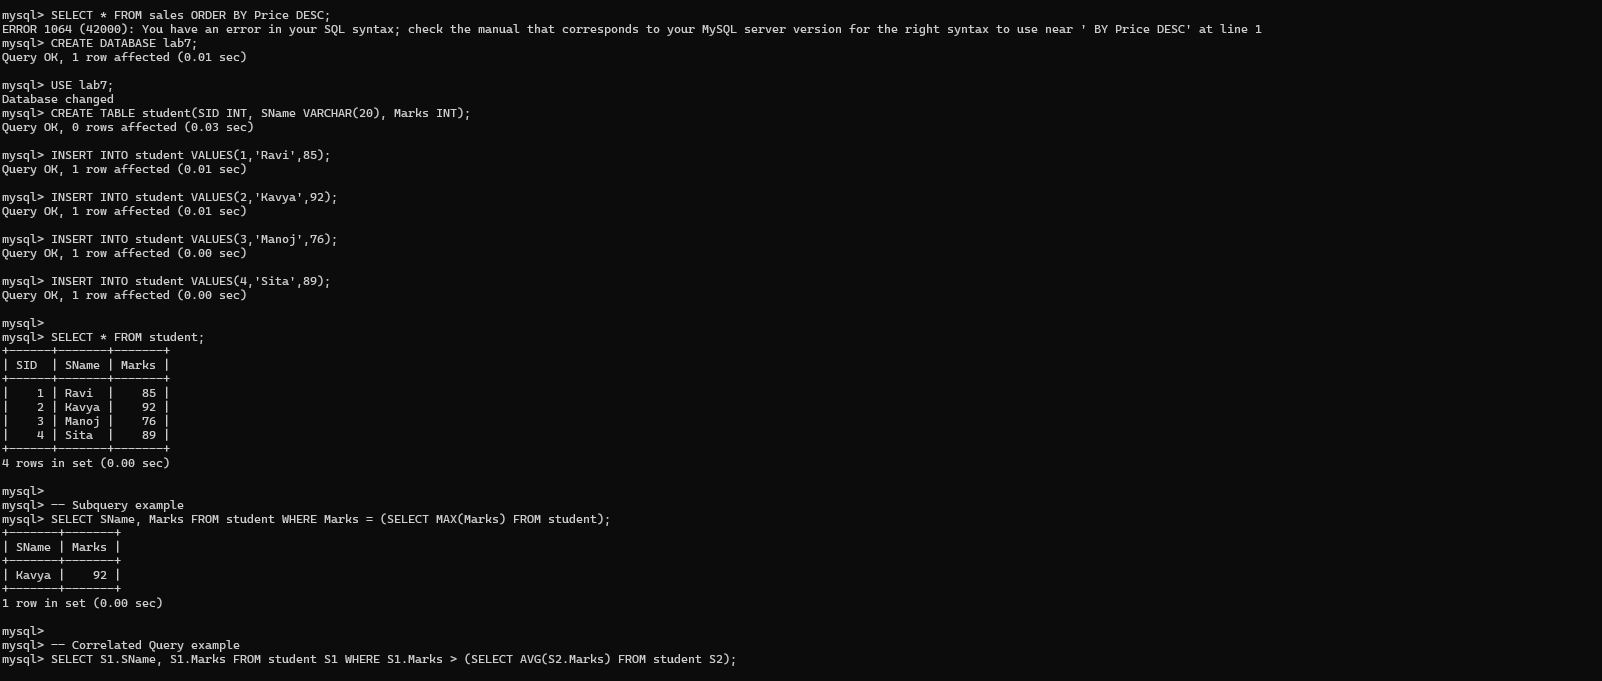 mysql> SELECT * FROM sales ORDER BY Price DESC;
ERROR 1064 (42000): You have an error in your SQL syntax; check the manual that corresponds to your MySQL server version for the right syntax to use near ' BY Price DESC' at line 1
mysql> CREATE DATABASE lab7;
Query OK, 1 row affected (0.01 sec)

mysql> USE lab7;
Database changed
mysql> CREATE TABLE student(SID INT, SName VARCHAR(20), Marks INT);
Query OK, 0 rows affected (0.03 sec)

mysql> INSERT INTO student VALUES(1,'Ravi',85);
Query OK, 1 row affected (0.01 sec)

mysql> INSERT INTO student VALUES(2,'Kavya',92);
Query OK, 1 row affected (0.01 sec)

mysql> INSERT INTO student VALUES(3,'Manoj',76);
Query OK, 1 row affected (0.00 sec)

mysql> INSERT INTO student VALUES(4,'Sita',89);
Query OK, 1 row affected (0.00 sec)

mysql>
mysql> SELECT * FROM student;
+------+-------+-------+
| SID  | SName | Marks |
+------+-------+-------+
|    1 | Ravi  |    85 |
|    2 | Kavya |    92 |
|    3 | Manoj |    76 |
|    4 | Sita  |    89 |
+------+-------+-------+
4 rows in set (0.00 sec)

mysql>
mysql> -- Subquery example
mysql> SELECT SName, Marks FROM student WHERE Marks = (SELECT MAX(Marks) FROM student);
+-------+-------+
| SName | Marks |
+-------+-------+
| Kavya |    92 |
+-------+-------+
1 row in set (0.00 sec)

mysql>
mysql> -- Correlated Query example
mysql> SELECT S1.SName, S1.Marks FROM student S1 WHERE S1.Marks > (SELECT AVG(S2.Marks) FROM student S2);